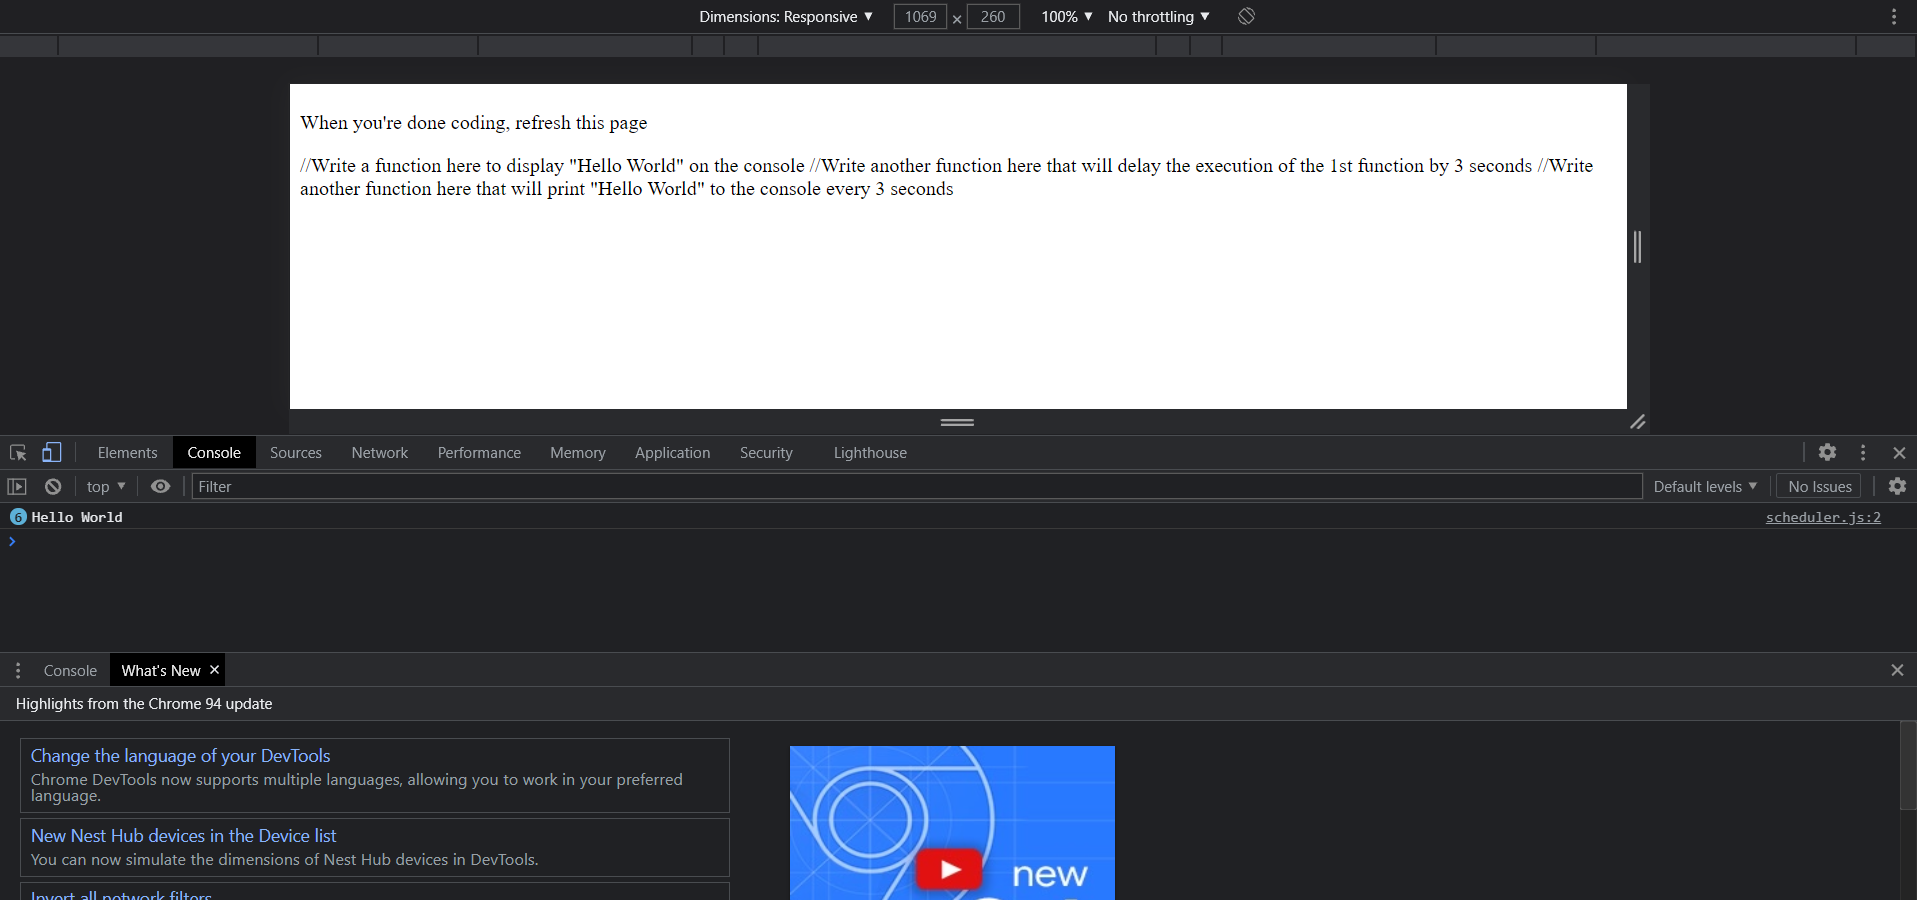 Dimensions: Responsive ▼ 1069 × 260 100% ▼ No throttling ▼
When you're done coding, refresh this page
//Write a function here to display "Hello World" on the console //Write another function here that will delay the execution of the 1st function by 3 seconds //Write
another function here that will print "Hello World" to the console every 3 seconds
Elements Console Sources Network Performance Memory Application Security Lighthouse
top ▼ Filter Default levels ▼ No Issues
6 Hello World scheduler.js:2
Console What's New ×
Highlights from the Chrome 94 update
Change the language of your DevTools
Chrome DevTools now supports multiple languages, allowing you to work in your preferred
language.
New Nest Hub devices in the Device list
You can now simulate the dimensions of Nest Hub devices in DevTools.
Invert all network filters
new